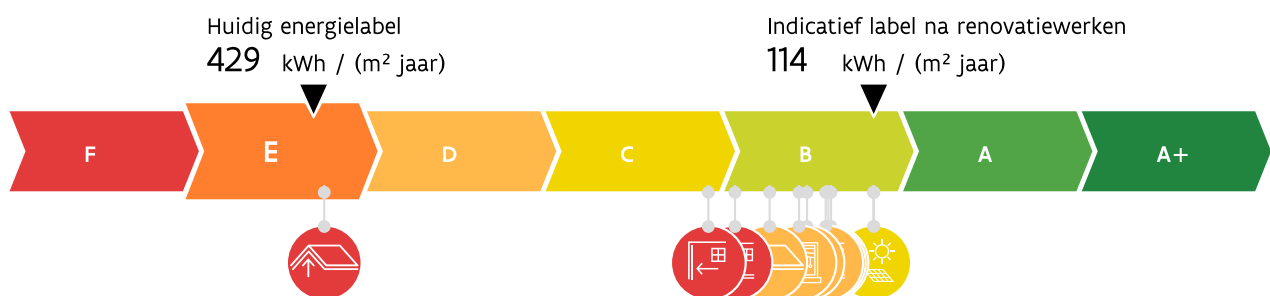 Huidig energielabel
429 kWh / (m² jaar)
Indicatief label na renovatiewerken
114 kWh / (m² jaar)
F
E
D
C
B
A
A+